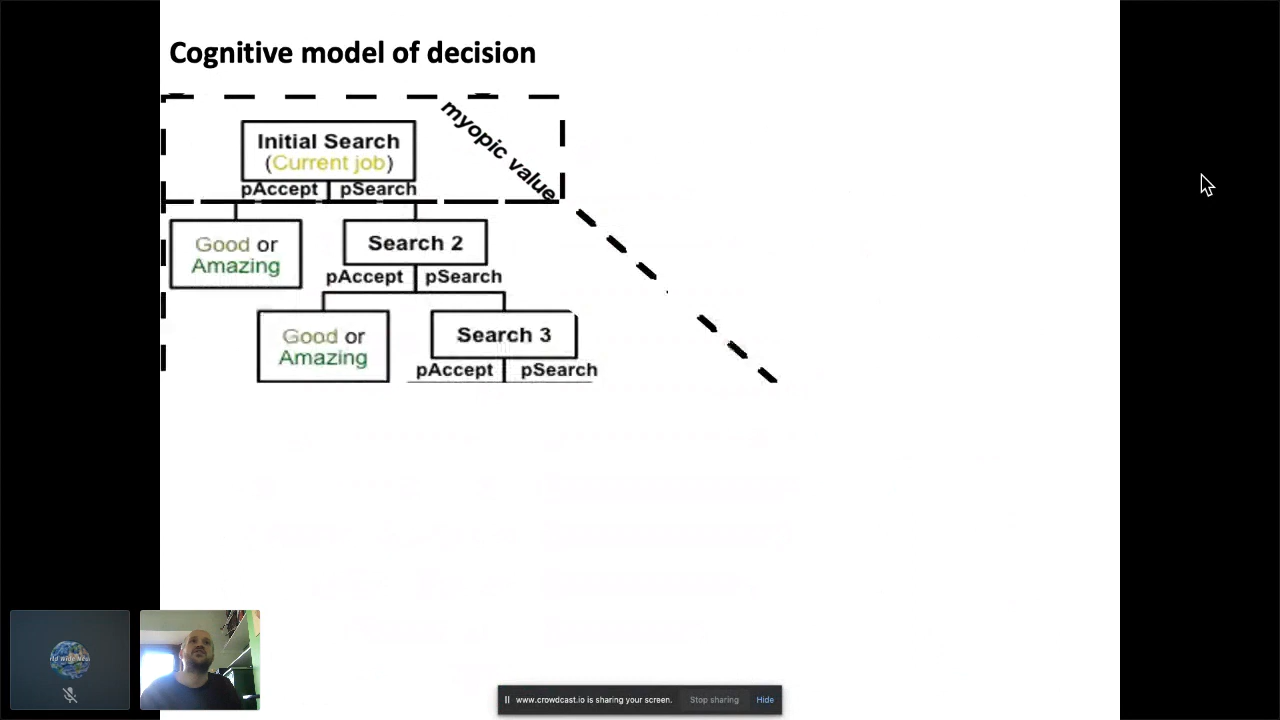 Cognitive model of decision
myopic value
Initial Search
(Current job)
pAccept pSearch
Good or
Amazing
Search 2
pAccept pSearch
Good or
Amazing
Search 3
pAccept pSearch
www.crowdcast.io is sharing your screen. Stop sharing Hide